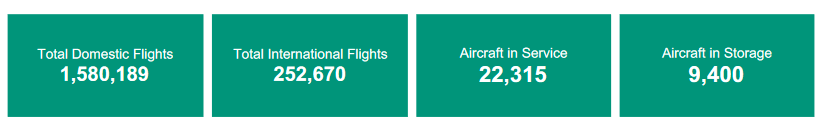 Total Domestic Flights
1,580,189
Total International Flights
252,670
Aircraft in Service
22,315
Aircraft in Storage
9,400